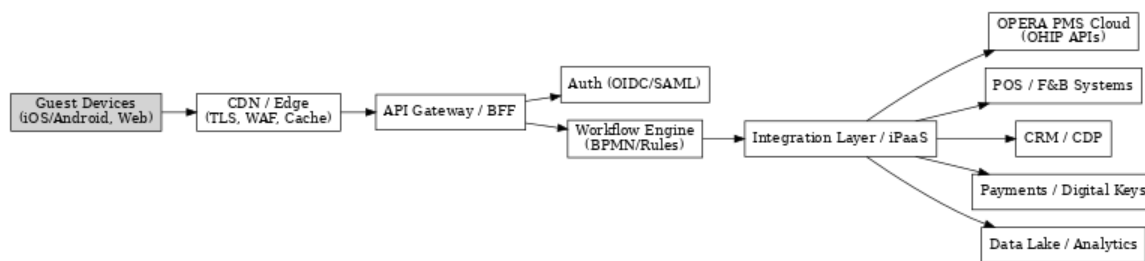 Guest Devices
(iOS/Android, Web)
CDN / Edge
(TLS, WAF, Cache)
API Gateway / BFF
Auth (OIDC/SAML)
Workflow Engine
(BPMN/Rules)
Integration Layer / iPaaS
OPERA PMS Cloud
(OHIP APIs)
POS / F&B Systems
CRM / CDP
Payments / Digital Keys
Data Lake / Analytics